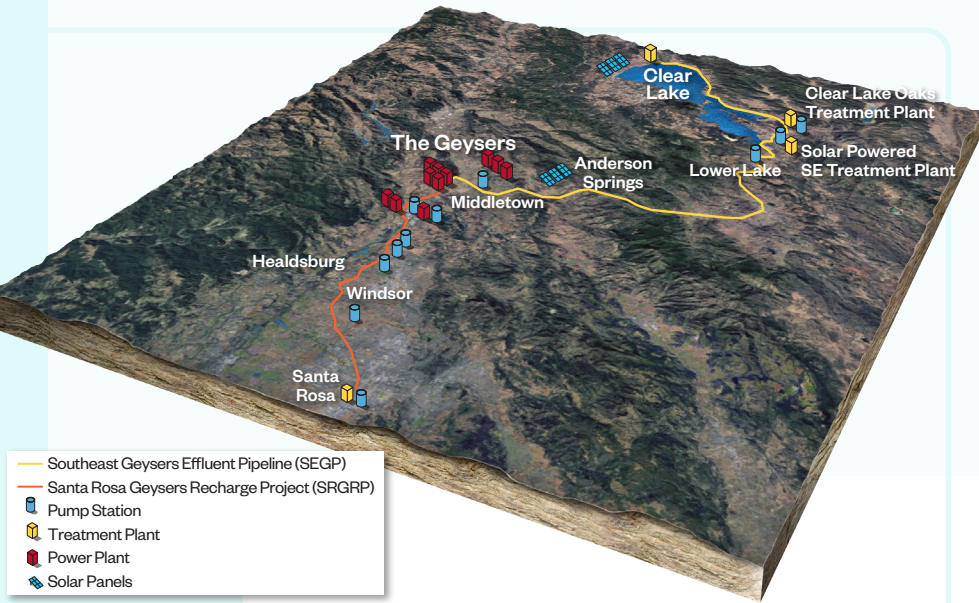 Clear
Lake
Clear Lake Oaks
Treatment Plant
The Geysers
Anderson
Springs
Lower Lake
Solar Powered
SE Treatment Plant
Middletown
Healdsburg
Windsor
Santa
Rosa
Southeast Geysers Effluent Pipeline (SEGP)
Santa Rosa Geysers Recharge Project (SRGRP)
Pump Station
Treatment Plant
Power Plant
Solar Panels